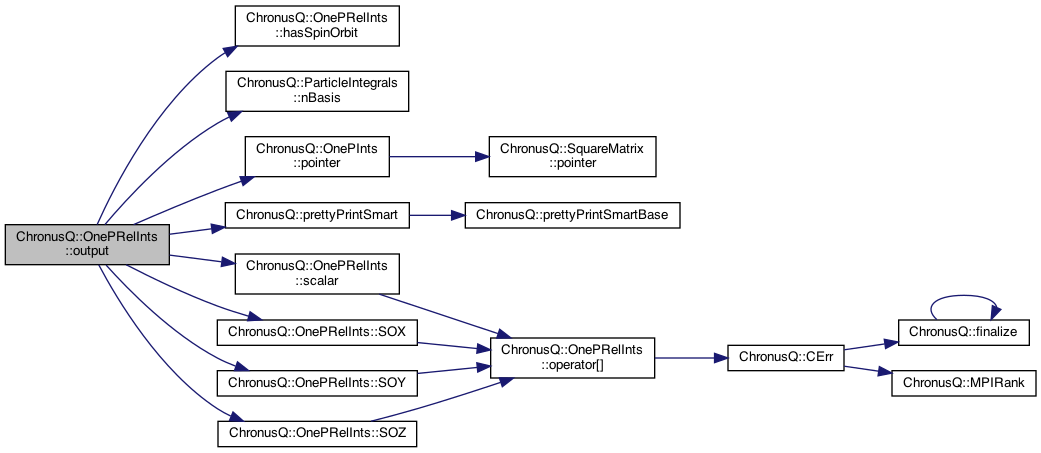 ChronusQ::OnePRelInts
::output
ChronusQ::OnePRelInts
::hasSpinOrbit
ChronusQ::ParticleIntegrals
::nBasis
ChronusQ::OnePInts
::pointer
ChronusQ::SquareMatrix
::pointer
ChronusQ::prettyPrintSmart
ChronusQ::prettyPrintSmartBase
ChronusQ::OnePRelInts
::scalar
ChronusQ::OnePRelInts::SOX
ChronusQ::OnePRelInts::SOY
ChronusQ::OnePRelInts::SOZ
ChronusQ::OnePRelInts
::operator[]
ChronusQ::CErr
ChronusQ::finalize
ChronusQ::MPIRank